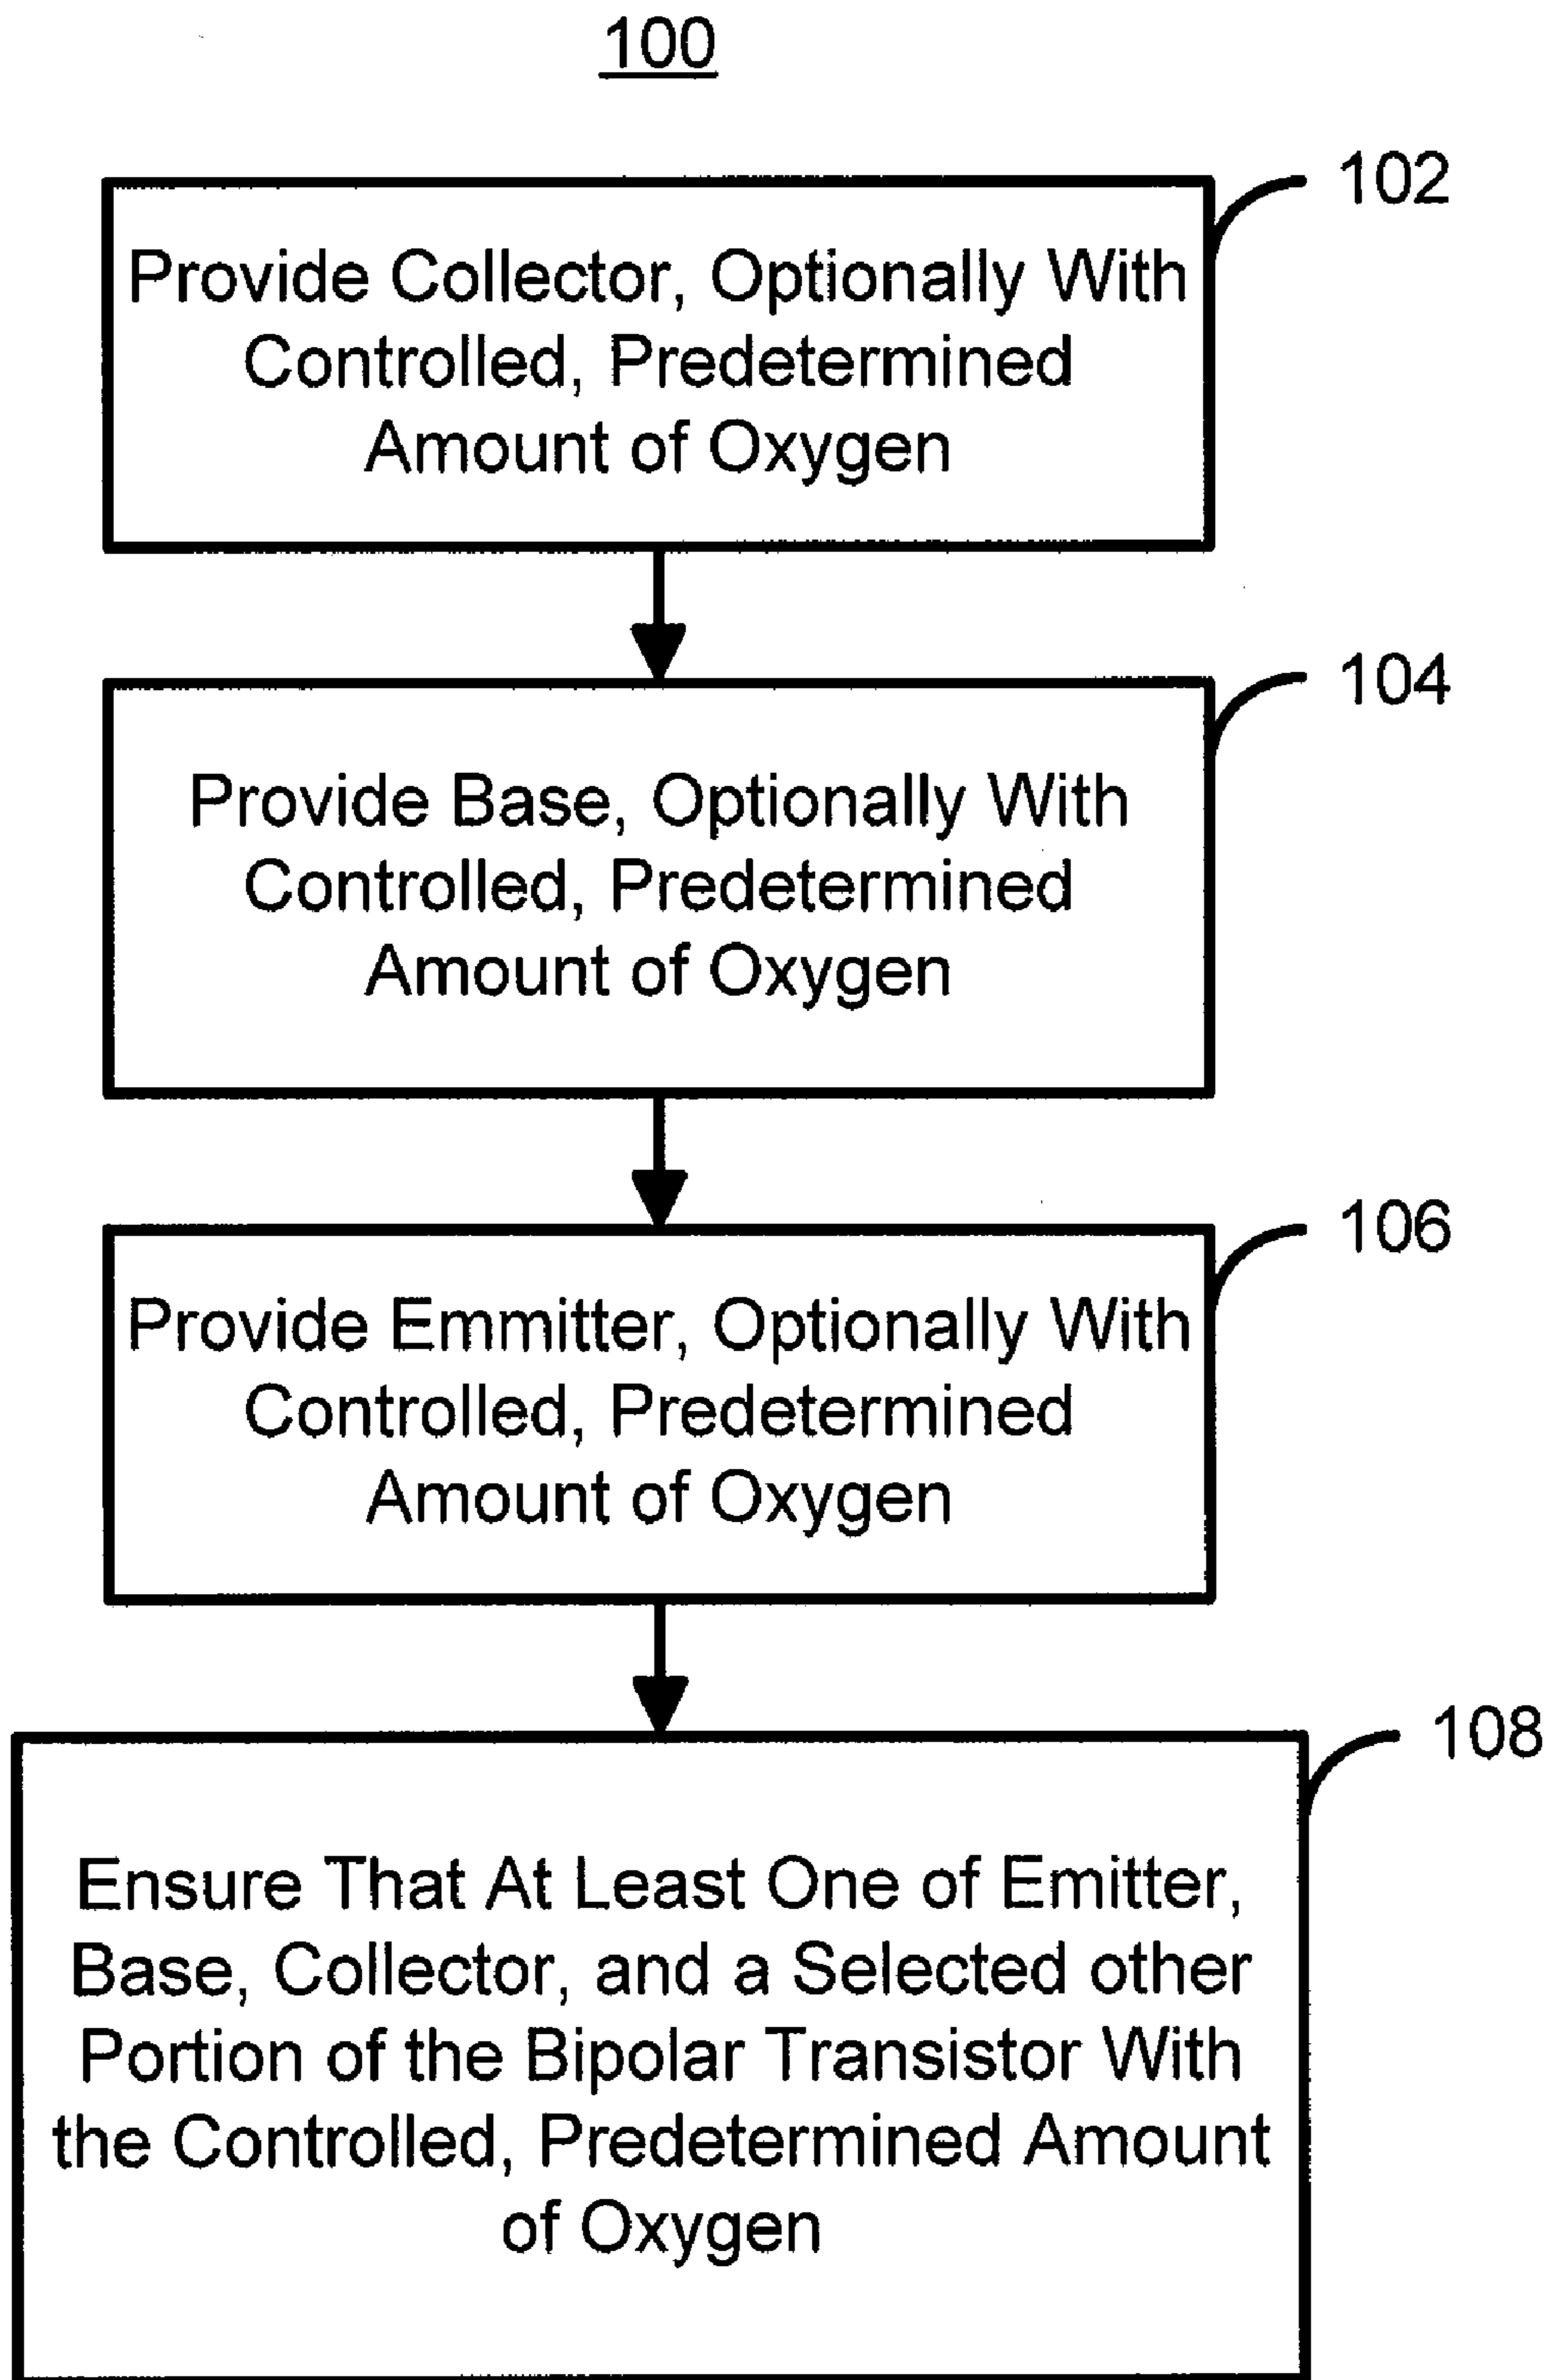 100
102
Provide Collector, Optionally With
Controlled, Predetermined
Amount of Oxygen
104
Provide Base, Optionally With
Controlled, Predetermined
Amount of Oxygen
106
Provide Emmitter, Optionally With
Controlled, Predetermined
Amount of Oxygen
108
Ensure That At Least One of Emitter,
Base, Collector, and a Selected other
Portion of the Bipolar Transistor With
the Controlled, Predetermined Amount
of Oxygen